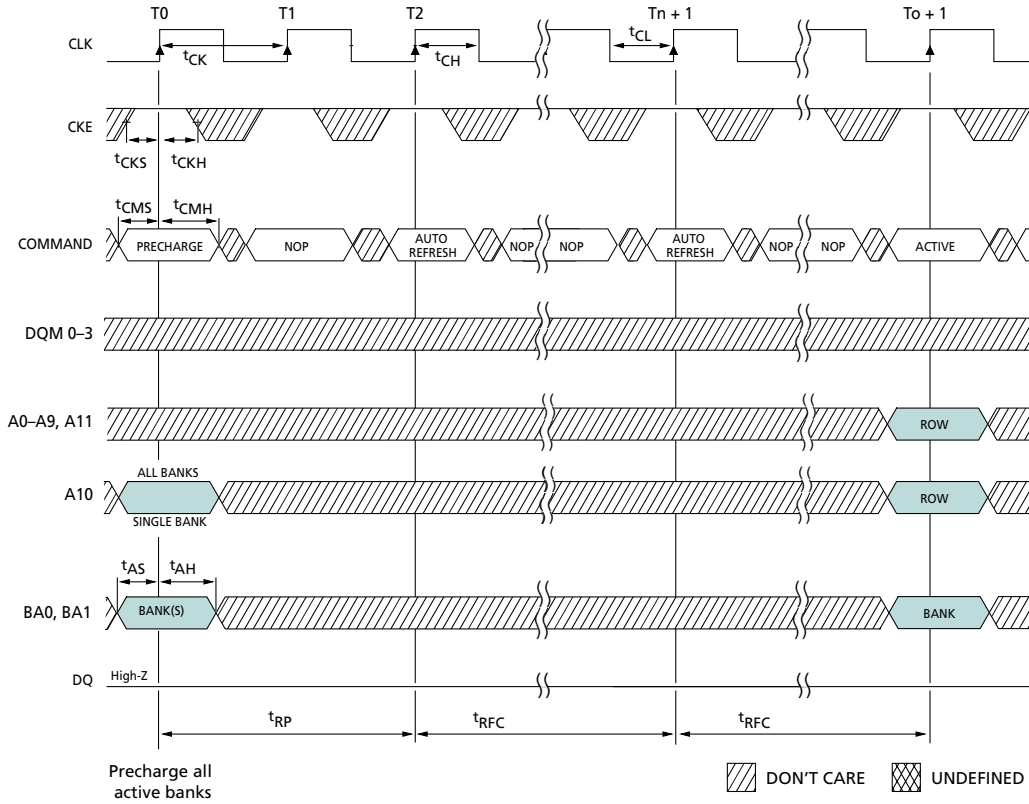 T0 T1 T2 Tn + 1 To + 1
CLK
tCK tCH tCL
CKE
tCKS tCKH
tCMS tCMH
COMMAND PRECHARGE NOP AUTO REFRESH NOP NOP AUTO REFRESH NOP NOP ACTIVE
DQM 0–3
A0–A9, A11 ROW
ALL BANKS
A10 ROW
SINGLE BANK
tAS tAH
BA0, BA1 BANK(S) BANK
DQ High-Z
tRP tRFC tRFC
Precharge all
active banks
DON'T CARE UNDEFINED